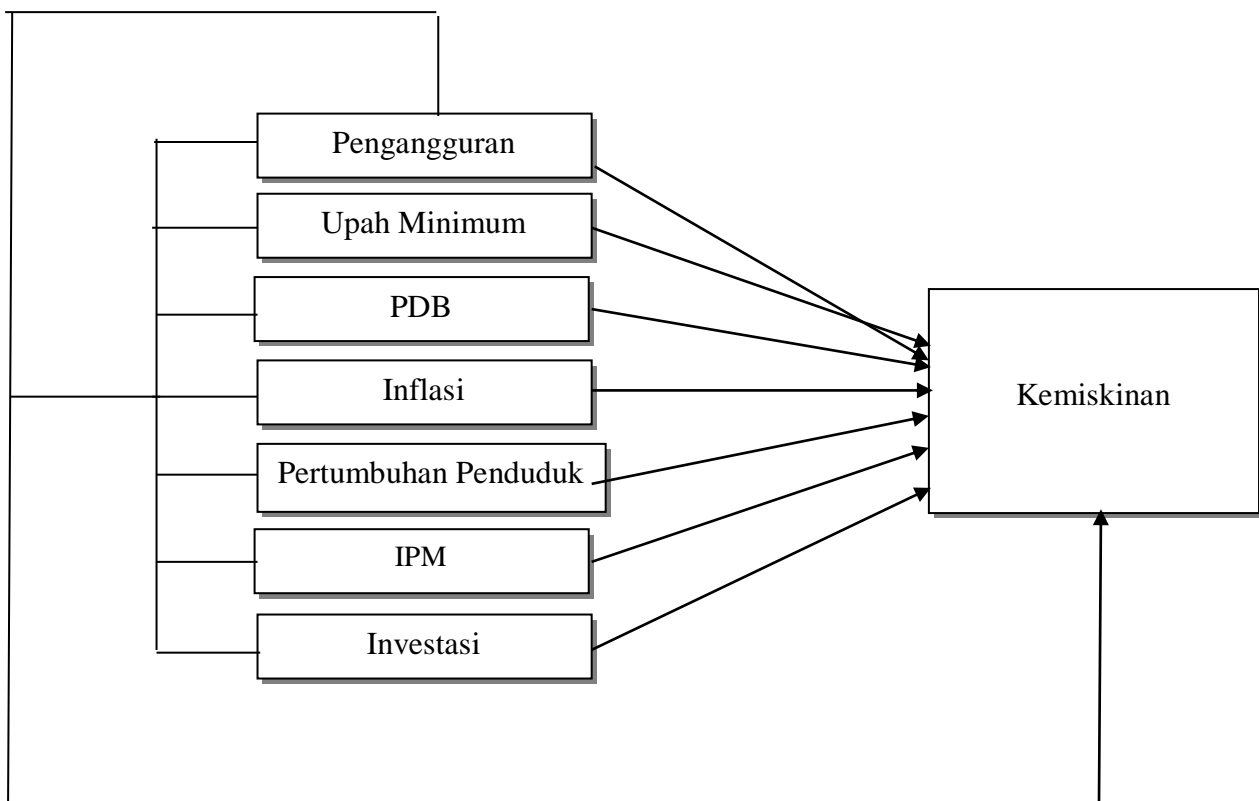 Pengangguran
Upah Minimum
PDB
Inflasi
Kemiskinan
Pertumbuhan Penduduk
IPM
Investasi